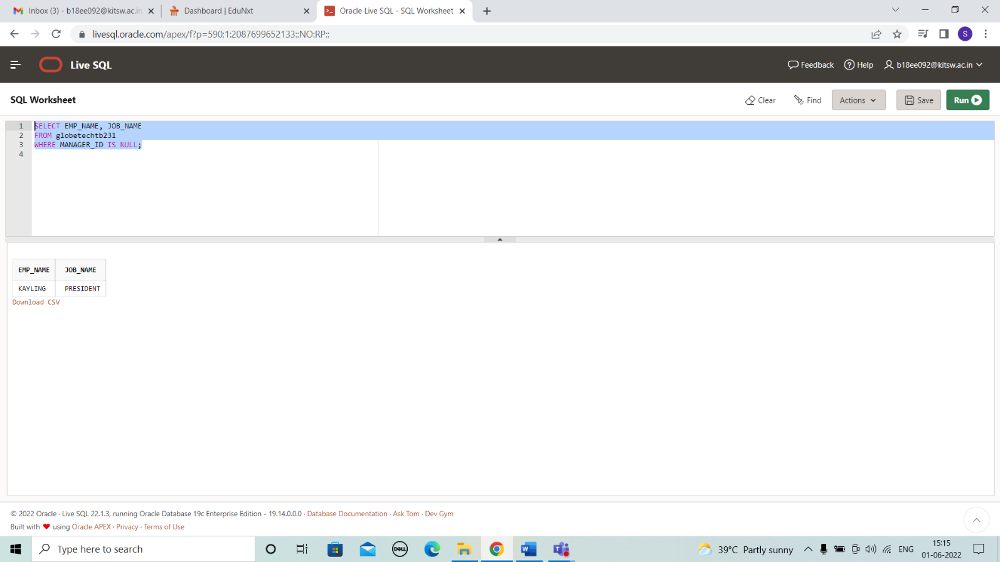 Inbox (3) - b18ee092@kitsw.ac.in
Dashboard | EduNxt
Oracle Live SQL - SQL Worksheet
livesql.oracle.com/apex/f?p=590:1:2087699652133::NO:RP::
S
Live SQL
Feedback
Help
b18ee092@kitsw.ac.in
SQL Worksheet
Clear
Find
Actions
Save
Run
1 SELECT EMP_NAME, JOB_NAME
2 FROM globetechtb231
3 WHERE MANAGER_ID IS NULL;
4
EMP_NAME JOB_NAME
KAYLING PRESIDENT
Download CSV
© 2022 Oracle · Live SQL 22.1.3, running Oracle Database 19c Enterprise Edition - 19.14.0.0.0 · Database Documentation · Ask Tom · Dev Gym
Built with ❤ using Oracle APEX · Privacy · Terms of Use
Type here to search
DELL
39°C Partly sunny
ENG
15:15
01-06-2022